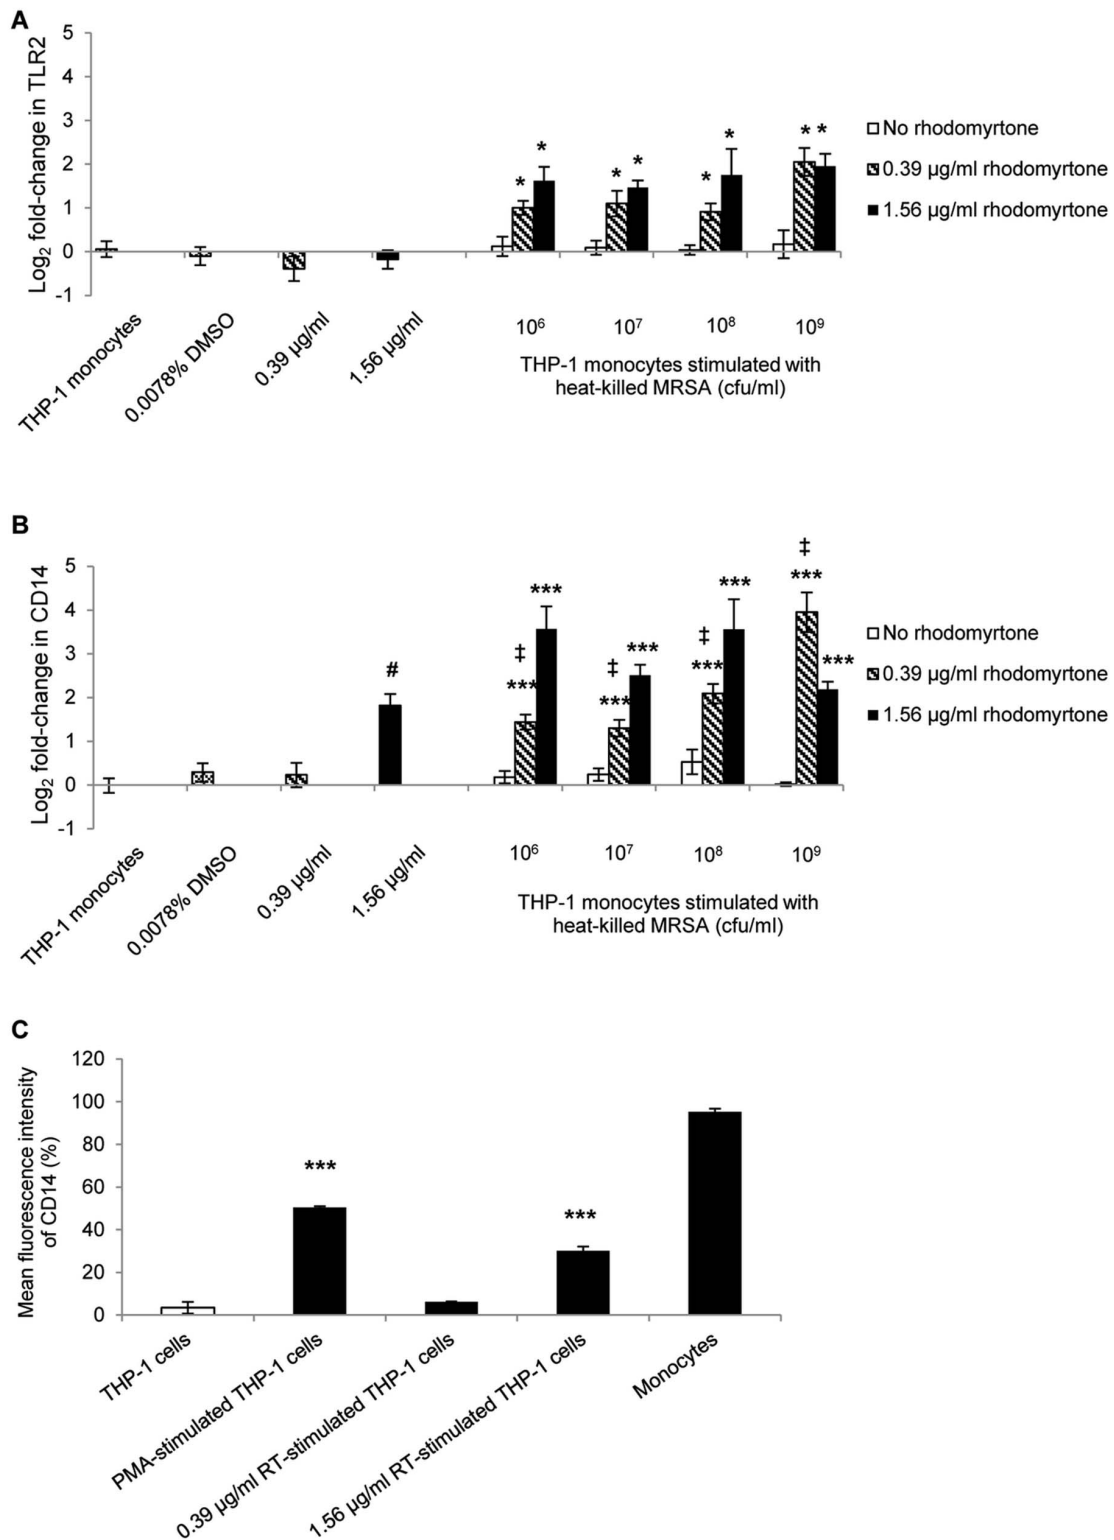 A
Log₂ fold-change in TLR2
5
4
3
2
1
0
-1
* * * * * * * *
No rhodomyrtone
0.39 µg/ml rhodomyrtone
1.56 µg/ml rhodomyrtone
THP-1 monocytes
0.0078% DMSO
0.39 µg/ml
1.56 µg/ml
10⁶ 10⁷ 10⁸ 10⁹
THP-1 monocytes stimulated with
heat-killed MRSA (cfu/ml)
B
Log₂ fold-change in CD14
5
4
3
2
1
0
-1
#
‡ *** ***
‡ *** ***
‡ *** ***
‡ *** ***
No rhodomyrtone
0.39 µg/ml rhodomyrtone
1.56 µg/ml rhodomyrtone
THP-1 monocytes
0.0078% DMSO
0.39 µg/ml
1.56 µg/ml
10⁶ 10⁷ 10⁸ 10⁹
THP-1 monocytes stimulated with
heat-killed MRSA (cfu/ml)
C
Mean fluorescence intensity
of CD14 (%)
120
100
80
60
40
20
0
***
***
THP-1 cells
PMA-stimulated THP-1 cells
0.39 µg/ml RT-stimulated THP-1 cells
1.56 µg/ml RT-stimulated THP-1 cells
Monocytes